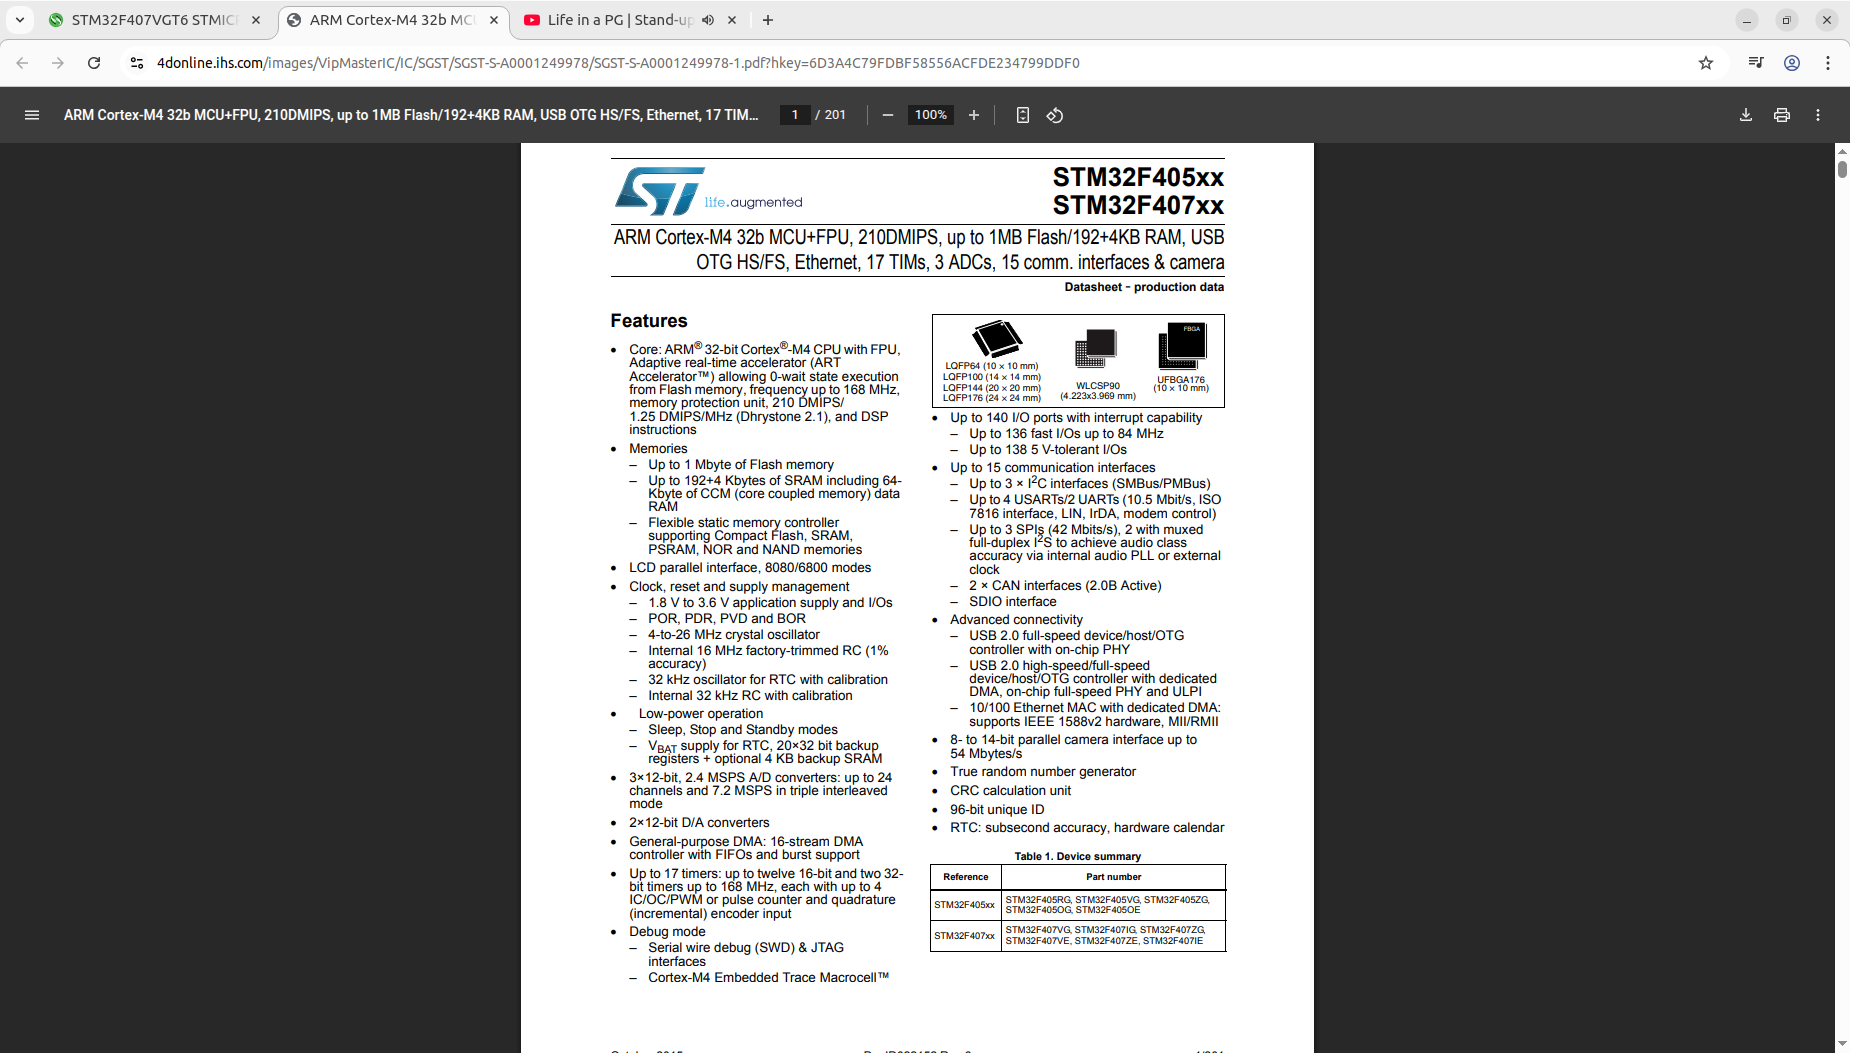 STM32F407VGT6 STMIC
ARM Cortex-M4 32b MC
Life in a PG | Stand-up
4donline.ihs.com/images/VipMasterIC/IC/SGST/SGST-S-A0001249978/SGST-S-A0001249978-1.pdf?hkey=6D3A4C79FDBF58556ACFDE234799DDF0
ARM Cortex-M4 32b MCU+FPU, 210DMIPS, up to 1MB Flash/192+4KB RAM, USB OTG HS/FS, Ethernet, 17 TIM...
1 / 201
100%
ST
life.augmented
STM32F405xx
STM32F407xx
ARM Cortex-M4 32b MCU+FPU, 210DMIPS, up to 1MB Flash/192+4KB RAM, USB
OTG HS/FS, Ethernet, 17 TIMs, 3 ADCs, 15 comm. interfaces & camera
Datasheet - production data
Features
• Core: ARM® 32-bit Cortex®-M4 CPU with FPU,
Adaptive real-time accelerator (ART
Accelerator™) allowing 0-wait state execution
from Flash memory, frequency up to 168 MHz,
memory protection unit, 210 DMIPS/
1.25 DMIPS/MHz (Dhrystone 2.1), and DSP
instructions
• Memories
– Up to 1 Mbyte of Flash memory
– Up to 192+4 Kbytes of SRAM including 64-
Kbyte of CCM (core coupled memory) data
RAM
– Flexible static memory controller
supporting Compact Flash, SRAM,
PSRAM, NOR and NAND memories
• LCD parallel interface, 8080/6800 modes
• Clock, reset and supply management
– 1.8 V to 3.6 V application supply and I/Os
– POR, PDR, PVD and BOR
– 4-to-26 MHz crystal oscillator
– Internal 16 MHz factory-trimmed RC (1%
accuracy)
– 32 kHz oscillator for RTC with calibration
– Internal 32 kHz RC with calibration
• Low-power operation
– Sleep, Stop and Standby modes
– VBAT supply for RTC, 20×32 bit backup
registers + optional 4 KB backup SRAM
• 3×12-bit, 2.4 MSPS A/D converters: up to 24
channels and 7.2 MSPS in triple interleaved
mode
• 2×12-bit D/A converters
• General-purpose DMA: 16-stream DMA
controller with FIFOs and burst support
• Up to 17 timers: up to twelve 16-bit and two 32-
bit timers up to 168 MHz, each with up to 4
IC/OC/PWM or pulse counter and quadrature
(incremental) encoder input
• Debug mode
– Serial wire debug (SWD) & JTAG
interfaces
– Cortex-M4 Embedded Trace Macrocell™
LQFP64 (10 × 10 mm)
LQFP100 (14 × 14 mm)
LQFP144 (20 × 20 mm)
LQFP176 (24 × 24 mm)
WLCSP90
(4.223x3.969 mm)
FBGA
UFBGA176
(10 × 10 mm)
• Up to 140 I/O ports with interrupt capability
– Up to 136 fast I/Os up to 84 MHz
– Up to 138 5 V-tolerant I/Os
• Up to 15 communication interfaces
– Up to 3 × I2C interfaces (SMBus/PMBus)
– Up to 4 USARTs/2 UARTs (10.5 Mbit/s, ISO
7816 interface, LIN, IrDA, modem control)
– Up to 3 SPIs (42 Mbits/s), 2 with muxed
full-duplex I2S to achieve audio class
accuracy via internal audio PLL or external
clock
– 2 × CAN interfaces (2.0B Active)
– SDIO interface
• Advanced connectivity
– USB 2.0 full-speed device/host/OTG
controller with on-chip PHY
– USB 2.0 high-speed/full-speed
device/host/OTG controller with dedicated
DMA, on-chip full-speed PHY and ULPI
– 10/100 Ethernet MAC with dedicated DMA:
supports IEEE 1588v2 hardware, MII/RMII
• 8- to 14-bit parallel camera interface up to
54 Mbytes/s
• True random number generator
• CRC calculation unit
• 96-bit unique ID
• RTC: subsecond accuracy, hardware calendar
Table 1. Device summary
Reference Part number
STM32F405xx STM32F405RG, STM32F405VG, STM32F405ZG,
STM32F405OG, STM32F405OE
STM32F407xx STM32F407VG, STM32F407IG, STM32F407ZG,
STM32F407VE, STM32F407ZE, STM32F407IE